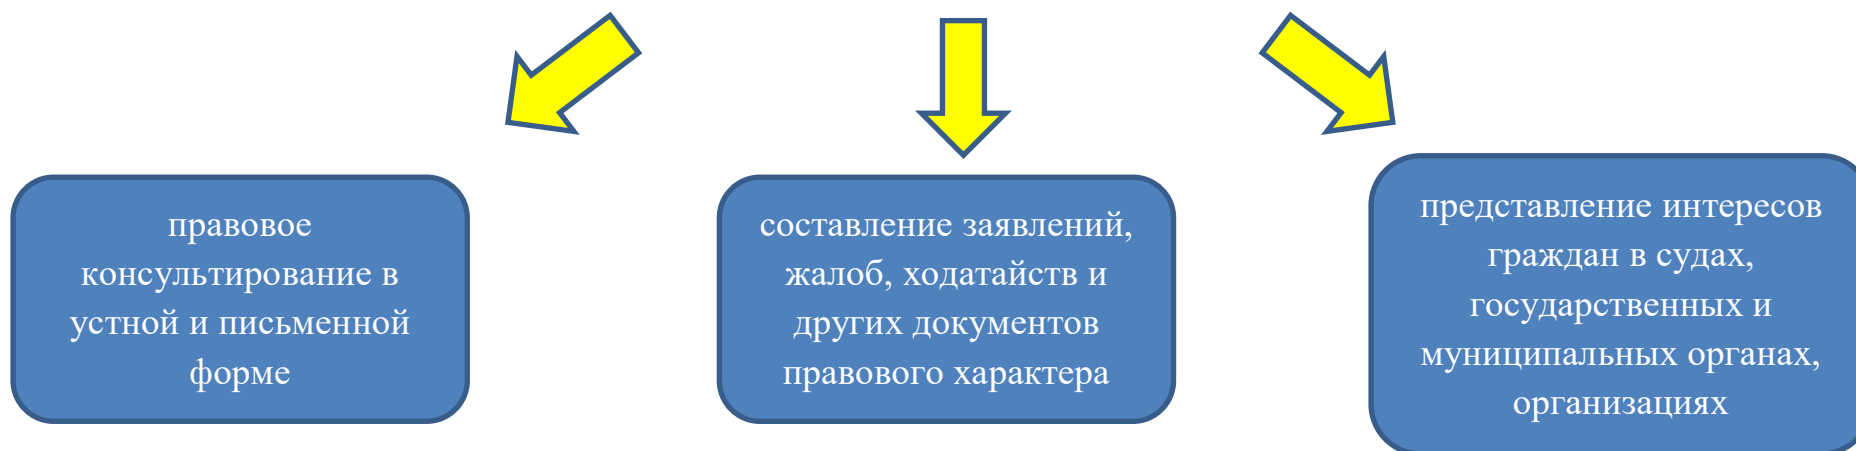 правовое
консультирование в
устной и письменной
форме
составление заявлений,
жалоб, ходатайств и
других документов
правового характера
представление интересов
граждан в судах,
государственных и
муниципальных органах,
организациях